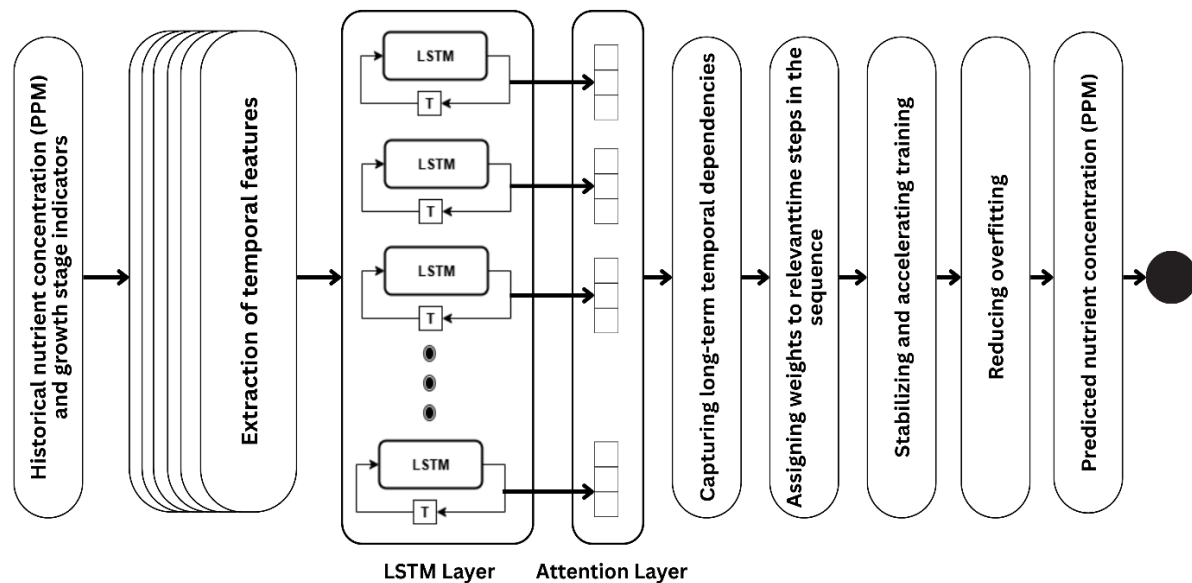 Historical nutrient concentration (PPM)
and growth stage indicators
Extraction of temporal features
LSTM
T
LSTM
T
LSTM
T
LSTM
T
Capturing long-term temporal dependencies
Assigning weights to relevanttime steps in the
sequence
Stabilizing and accelerating training
Reducing overfitting
Predicted nutrient concentration (PPM)
LSTM Layer
Attention Layer